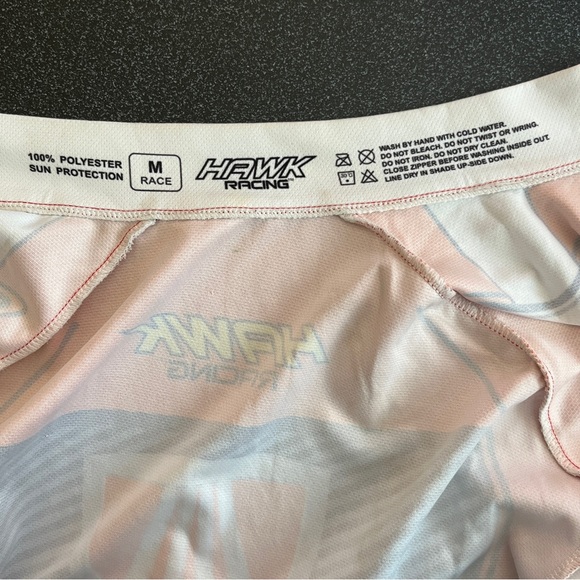 100% POLYESTER
SUN PROTECTION
M
RACE
HAWK
RACING
WASH BY HAND WITH COLD WATER.
DO NOT BLEACH. DO NOT TWIST OR WRING.
DO NOT IRON. DO NOT DRY CLEAN.
CLOSE ZIPPER BEFORE WASHING INSIDE OUT.
LINE DRY IN SHADE UP-SIDE DOWN.
HAWK
RACING